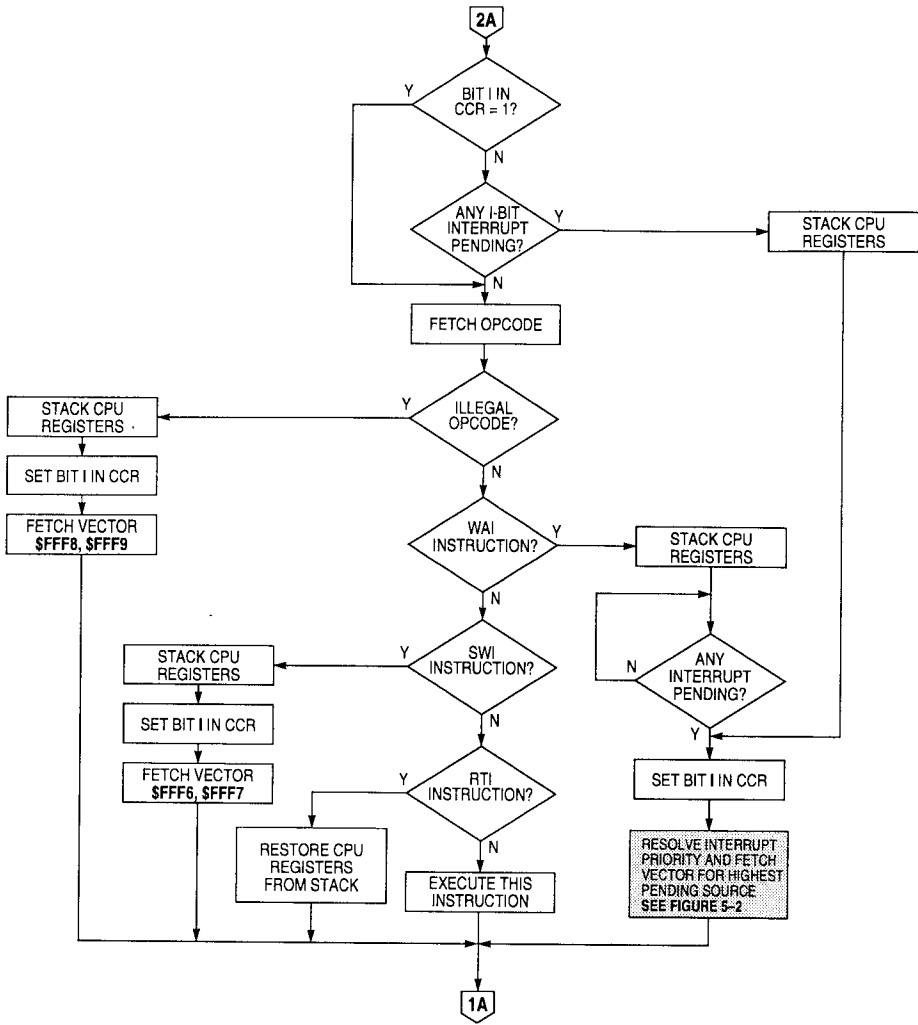 2A
Y
BIT I IN
CCR = 1?
N
ANY I-BIT
INTERRUPT
PENDING?
Y
STACK CPU
REGISTERS
N
FETCH OPCODE
STACK CPU
REGISTERS
Y
ILLEGAL
OPCODE?
N
SET BIT I IN CCR
FETCH VECTOR
$FFF8, $FFF9
WAI
INSTRUCTION?
Y
STACK CPU
REGISTERS
N
STACK CPU
REGISTERS
Y
SWI
INSTRUCTION?
N
ANY
INTERRUPT
PENDING?
N
Y
SET BIT I IN CCR
FETCH VECTOR
$FFF6, $FFF7
Y
RTI
INSTRUCTION?
N
SET BIT I IN CCR
RESTORE CPU
REGISTERS
FROM STACK
EXECUTE THIS
INSTRUCTION
RESOLVE INTERRUPT
PRIORITY AND FETCH
VECTOR FOR HIGHEST
PENDING SOURCE
SEE FIGURE 5–2
1A